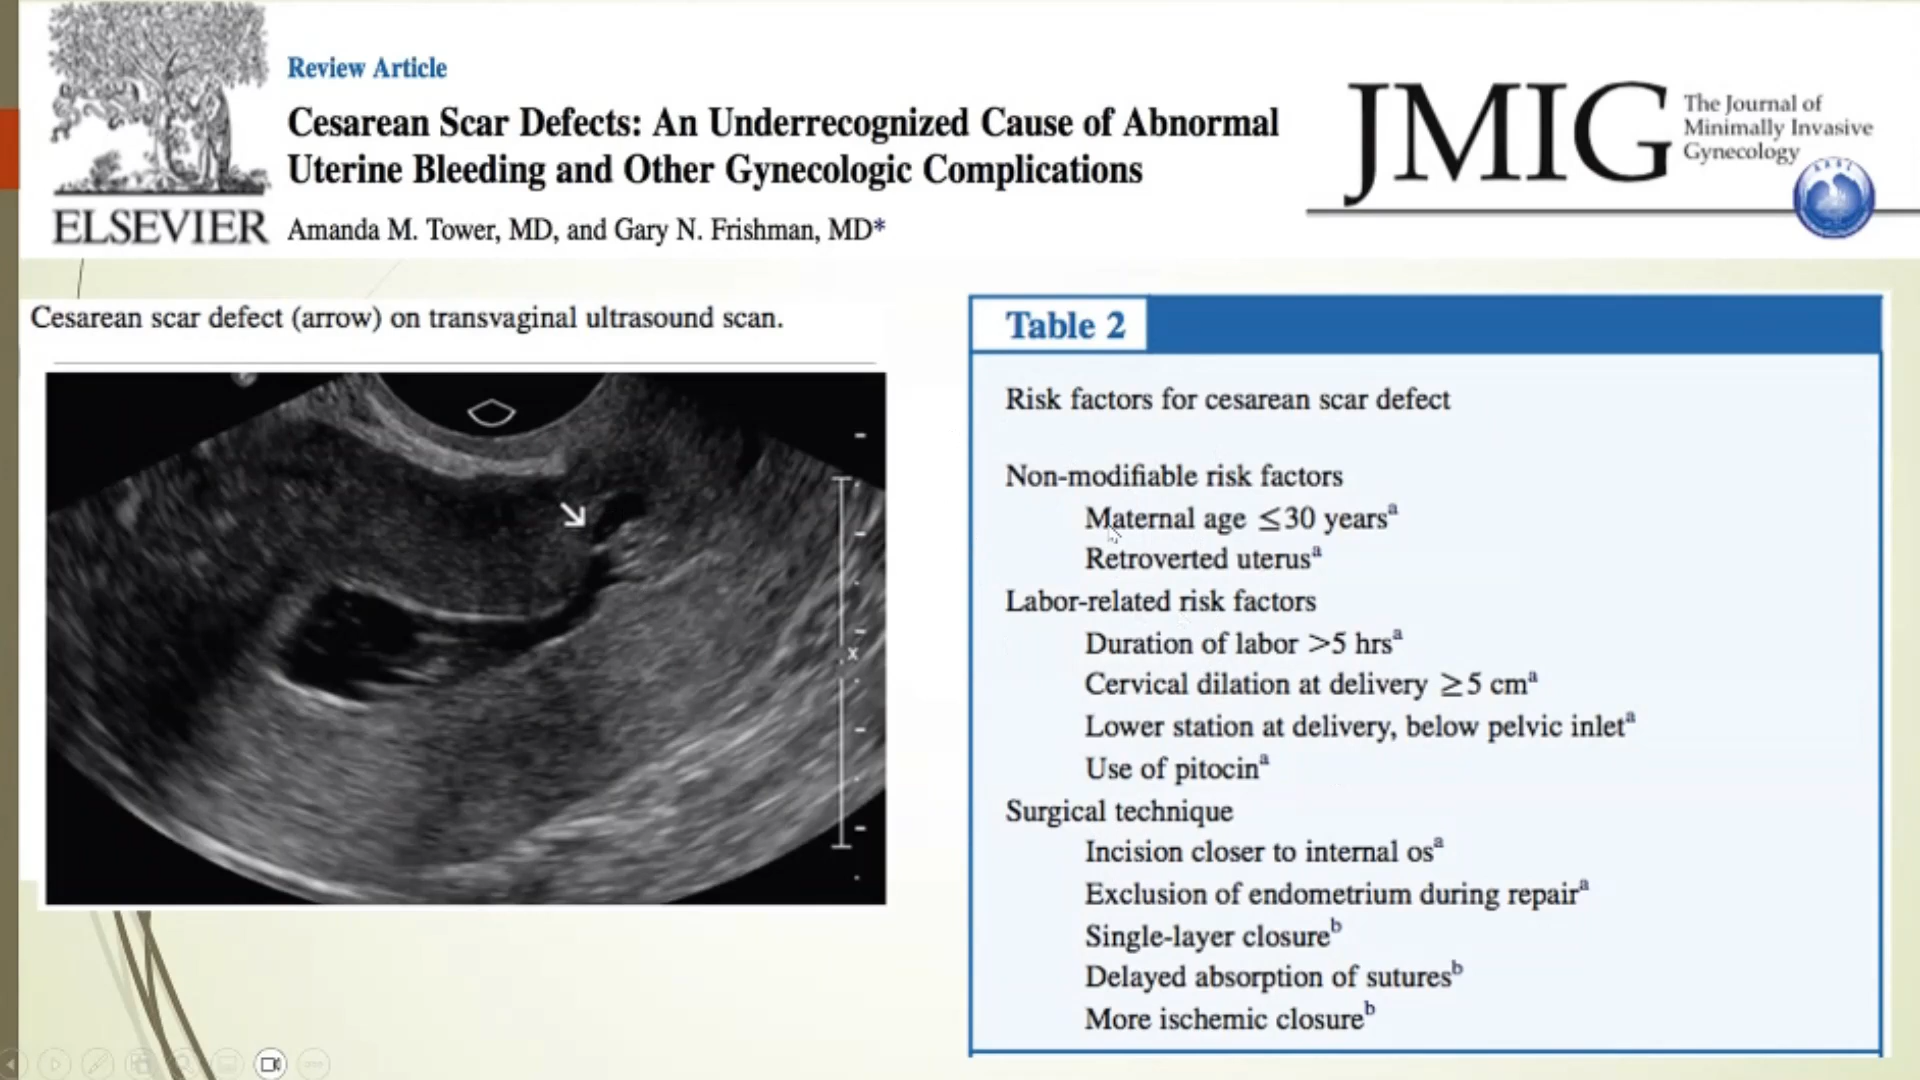 Review Article
Cesarean Scar Defects: An Underrecognized Cause of Abnormal
Uterine Bleeding and Other Gynecologic Complications
Amanda M. Tower, MD, and Gary N. Frishman, MD*
ELSEVIER
JMIG
The Journal of
Minimally Invasive
Gynecology
AAGL
Cesarean scar defect (arrow) on transvaginal ultrasound scan.
x
Table 2
Risk factors for cesarean scar defect
Non-modifiable risk factors
Maternal age ≤30 yearsᵃ
Retroverted uterusᵃ
Labor-related risk factors
Duration of labor >5 hrsᵃ
Cervical dilation at delivery ≥5 cmᵃ
Lower station at delivery, below pelvic inletᵃ
Use of pitocinᵃ
Surgical technique
Incision closer to internal osᵃ
Exclusion of endometrium during repairᵃ
Single-layer closureᵇ
Delayed absorption of suturesᵇ
More ischemic closureᵇ